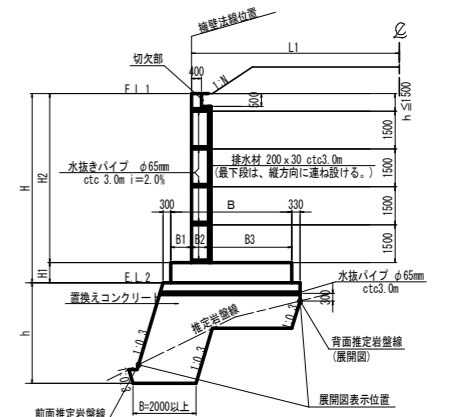 擁壁法線位置
℄
L1
切欠部
400
1:N
E.L.1
500
h≦1500
1500
水抜きパイプ φ65mm
ctc 3.0m i=2.0%
排水材 200x30 ctc3.0m
(最下段は、縦方向に連ね設ける。)
1500
1500
1500
H
H2
300
B
330
B1
B2
B3
H1
E.L.2
水抜パイプ φ65mm
ctc3.0m
300
置換えコンクリート
推定岩盤線
h
1:0.3
1:0.3
背面推定岩盤線
(展開図)
B=2000以上
展開図表示位置
前面推定岩盤線